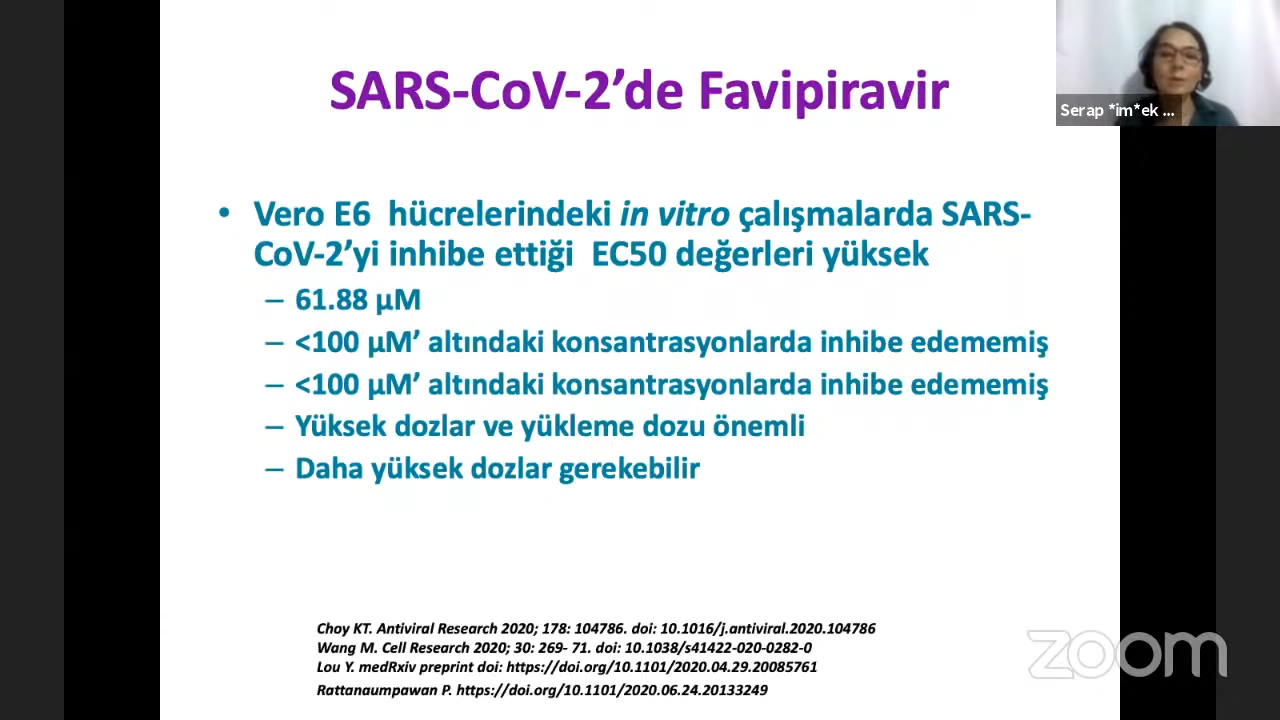 SARS-CoV-2’de Favipiravir
Serap *im*ek ...
• Vero E6 hücrelerindeki in vitro çalışmalarda SARS-
CoV-2’yi inhibe ettiği EC50 değerleri yüksek
– 61.88 µM
– <100 µM’ altındaki konsantrasyonlarda inhibe edememiş
– <100 µM’ altındaki konsantrasyonlarda inhibe edememiş
– Yüksek dozlar ve yükleme dozu önemli
– Daha yüksek dozlar gerekebilir
Choy KT. Antiviral Research 2020; 178: 104786. doi: 10.1016/j.antiviral.2020.104786
Wang M. Cell Research 2020; 30: 269- 71. doi: 10.1038/s41422-020-0282-0
Lou Y. medRxiv preprint doi: https://doi.org/10.1101/2020.04.29.20085761
Rattanaumpawan P. https://doi.org/10.1101/2020.06.24.20133249
zoom